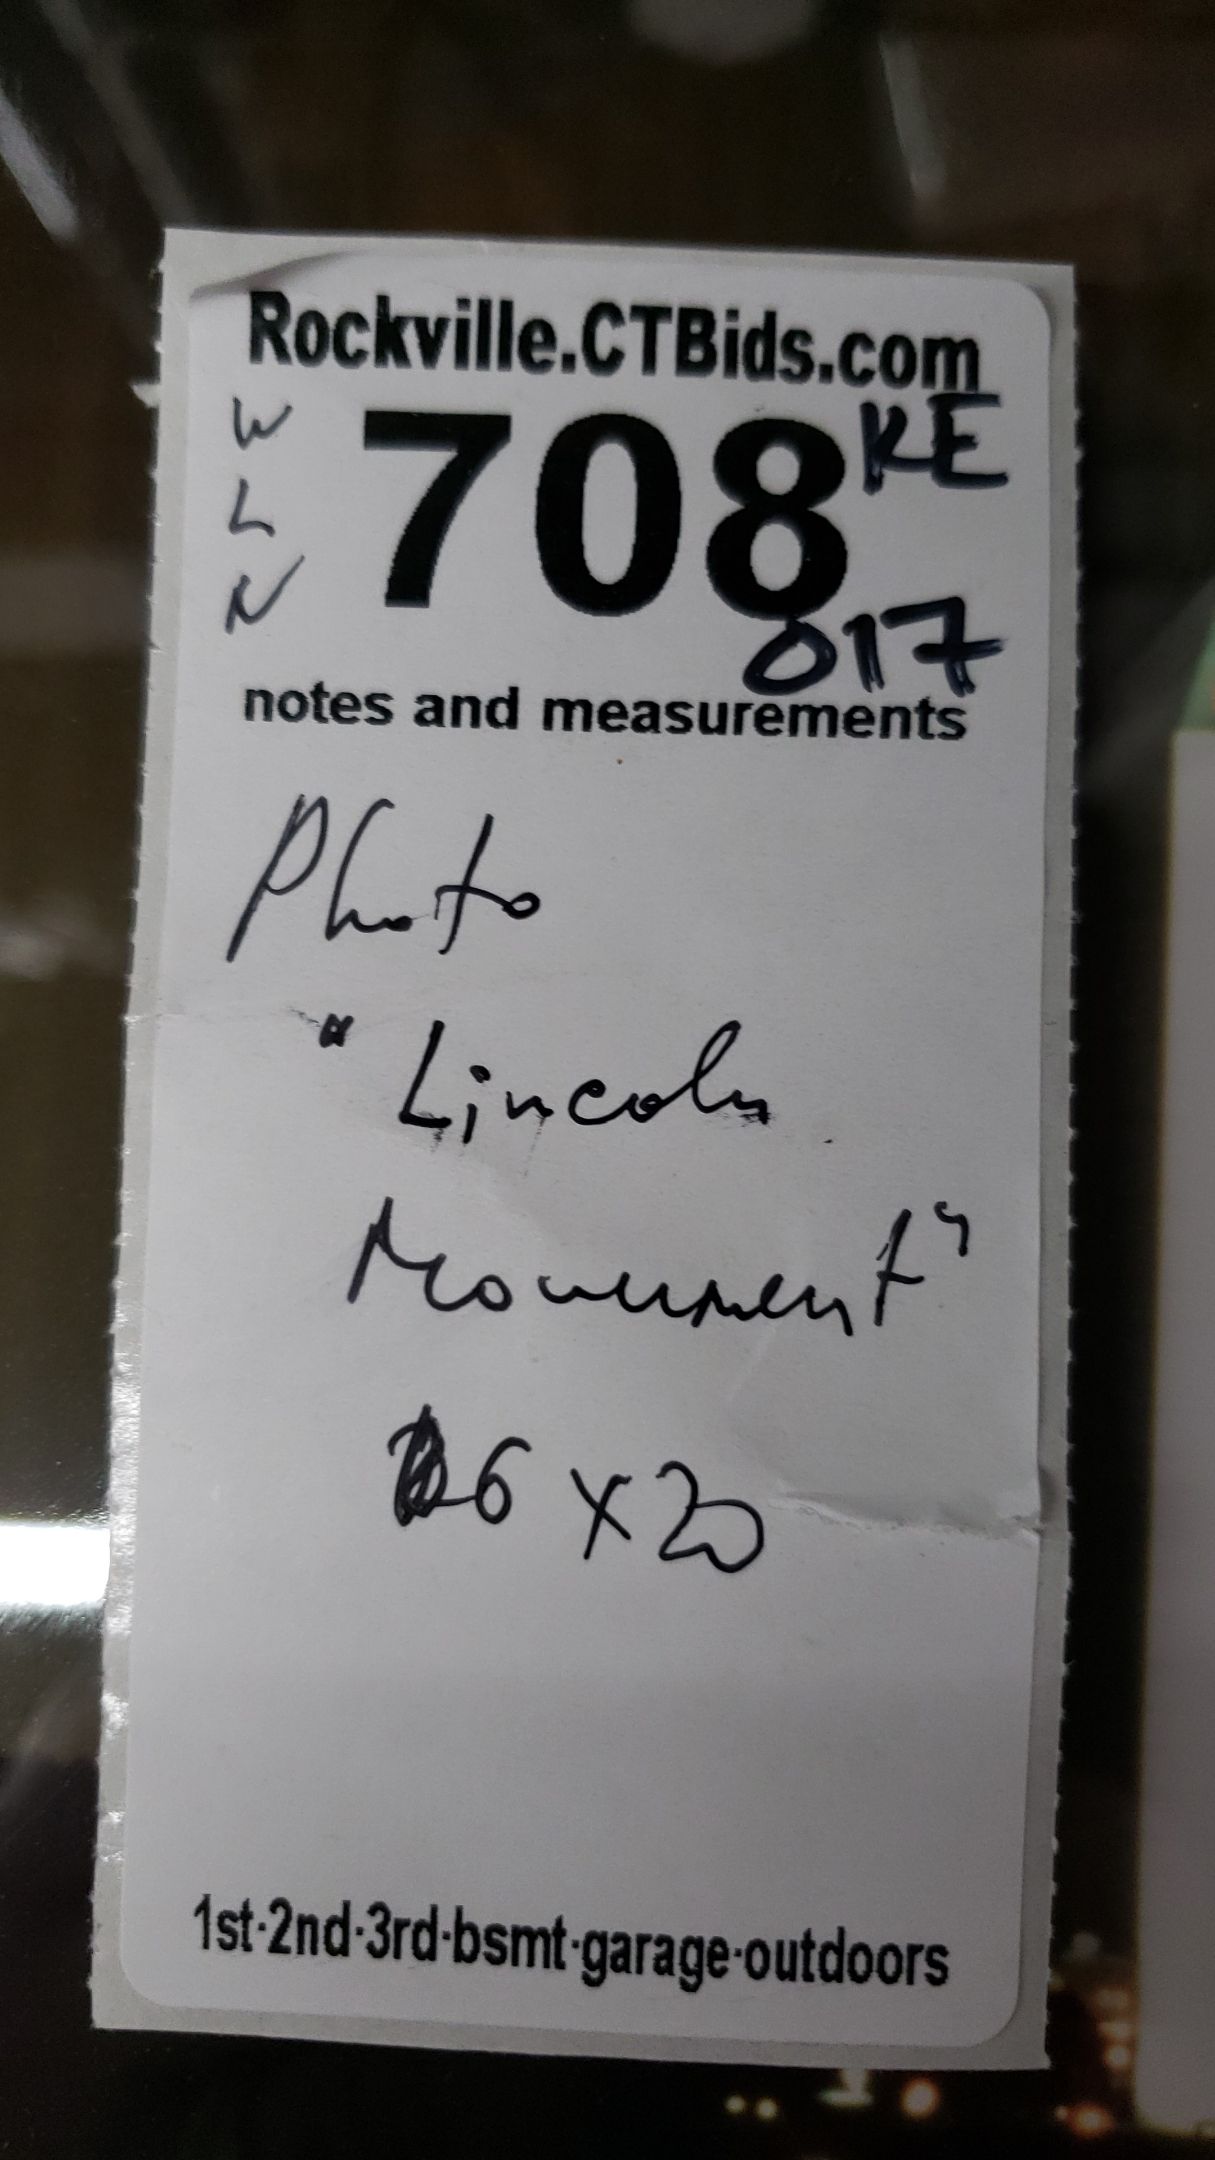 Rockville.CTBids.com
W
L
N
708
KE
017
notes and measurements
Photo
"Lincoln
Monument"
x 20
1st·2nd·3rd·bsmt·garage·outdoors